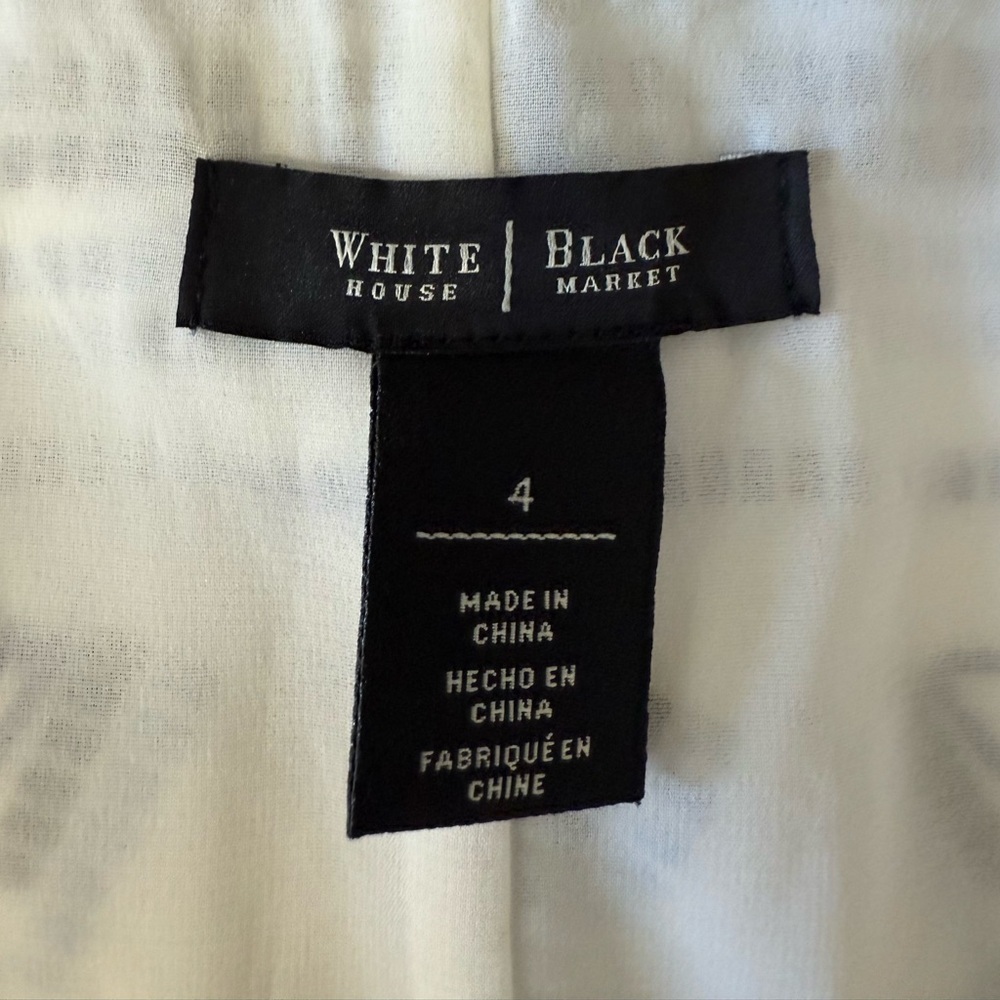 WHITE | BLACK
HOUSE MARKET
4
MADE IN
CHINA
HECHO EN
CHINA
FABRIQUÉ EN
CHINE